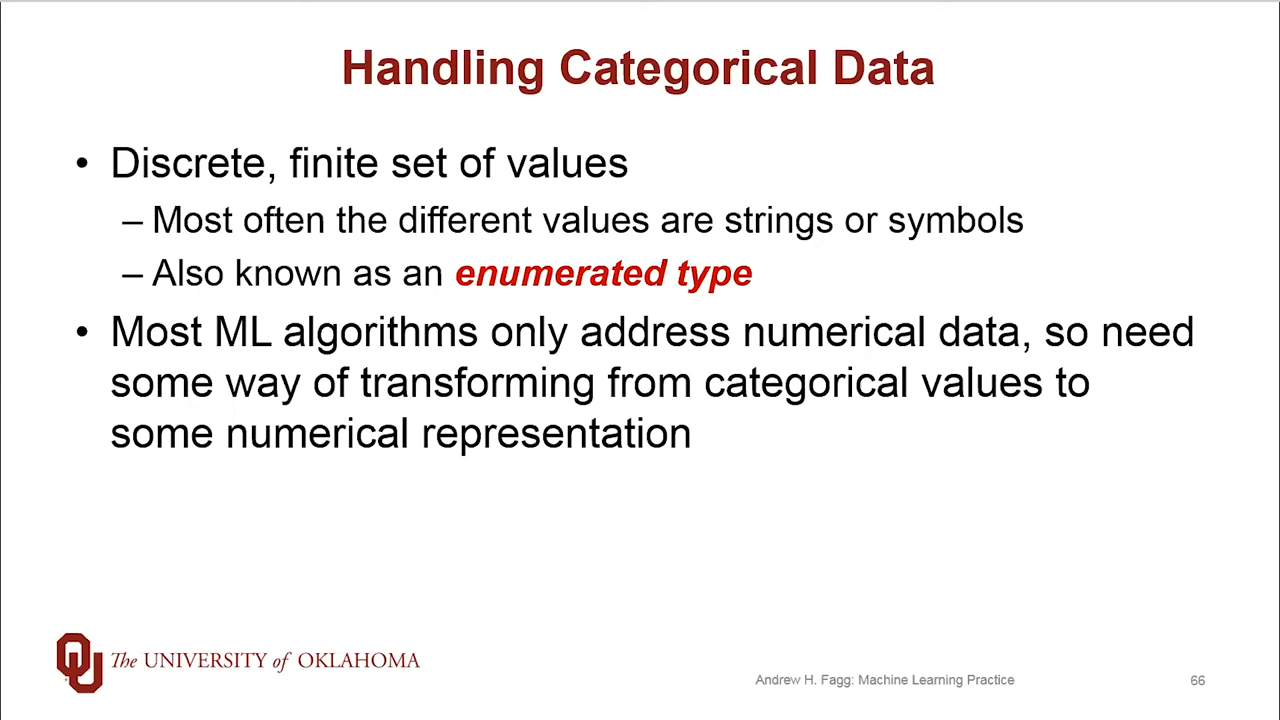 Handling Categorical Data
• Discrete, finite set of values
– Most often the different values are strings or symbols
– Also known as an enumerated type
• Most ML algorithms only address numerical data, so need
some way of transforming from categorical values to
some numerical representation
The UNIVERSITY of OKLAHOMA
Andrew H. Fagg: Machine Learning Practice
66